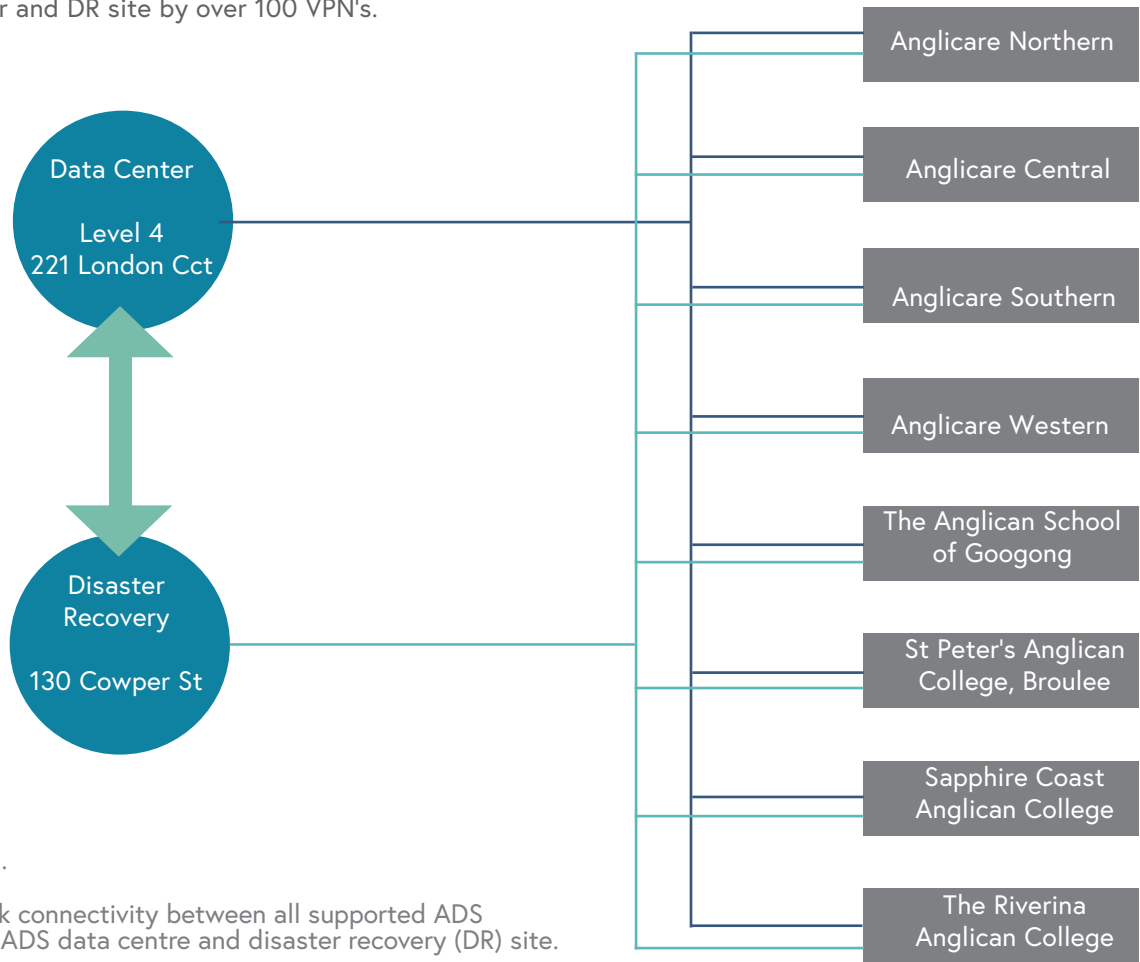 r and DR site by over 100 VPN's.
Data Center
Level 4
221 London Cct
Disaster
Recovery
130 Cowper St
Anglicare Northern
Anglicare Central
Anglicare Southern
Anglicare Western
The Anglican School
of Googong
St Peter's Anglican
College, Broulee
Sapphire Coast
Anglican College
The Riverina
Anglican College
.
k connectivity between all supported ADS
ADS data centre and disaster recovery (DR) site.